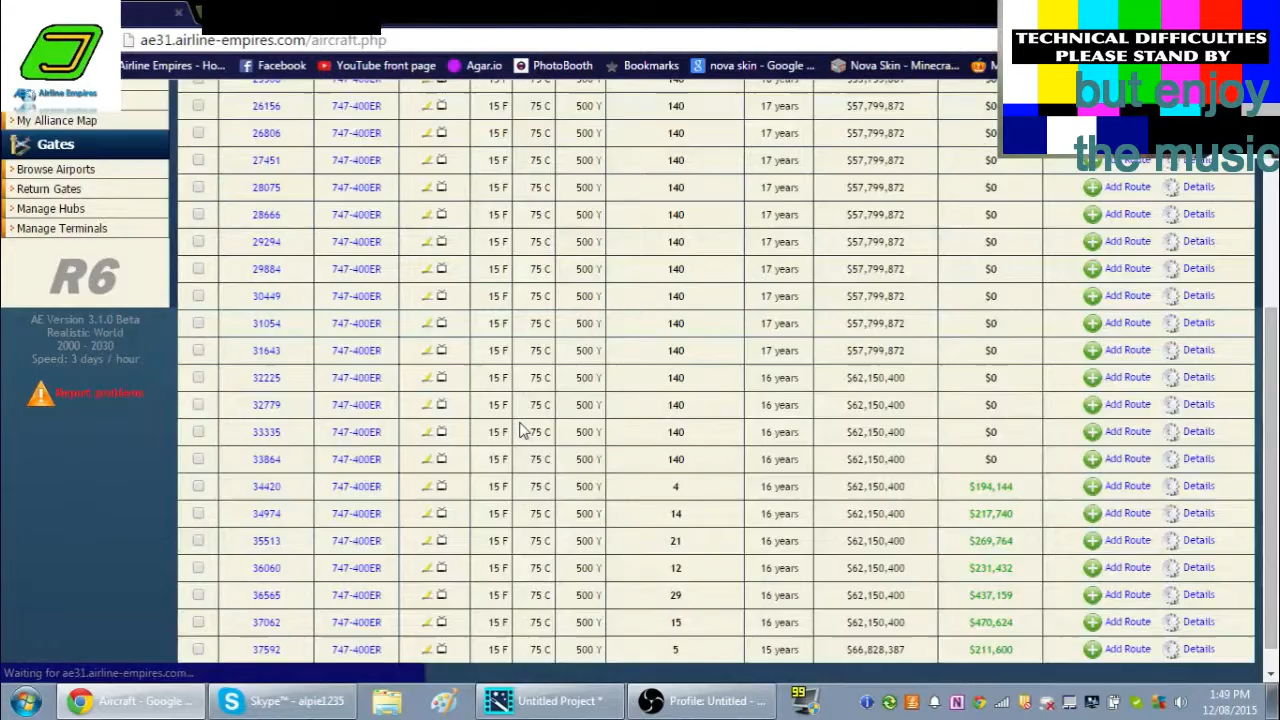 ae31.airline-empires.com/aircraft.php
TECHNICAL DIFFICULTIES
PLEASE STAND BY
but enjoy
the music
Airline Empires - Ho...
Facebook
YouTube front page
Agar.io
PhotoBooth
Bookmarks
nova skin - Google ...
Nova Skin - Minecra...
Airline Empires
My Alliance Map
Gates
Browse Airports
Return Gates
Manage Hubs
Manage Terminals
R6
AE Version 3.1.0 Beta
Realistic World
2000 - 2030
Speed: 3 days / hour
Report problems
26156 747-400ER 15 F 75 C 500 Y 140 17 years $57,799,872
26806 747-400ER 15 F 75 C 500 Y 140 17 years $57,799,872
27451 747-400ER 15 F 75 C 500 Y 140 17 years $57,799,872
28075 747-400ER 15 F 75 C 500 Y 140 17 years $57,799,872 $0 Add Route Details
28666 747-400ER 15 F 75 C 500 Y 140 17 years $57,799,872 $0 Add Route Details
29294 747-400ER 15 F 75 C 500 Y 140 17 years $57,799,872 $0 Add Route Details
29884 747-400ER 15 F 75 C 500 Y 140 17 years $57,799,872 $0 Add Route Details
30449 747-400ER 15 F 75 C 500 Y 140 17 years $57,799,872 $0 Add Route Details
31054 747-400ER 15 F 75 C 500 Y 140 17 years $57,799,872 $0 Add Route Details
31643 747-400ER 15 F 75 C 500 Y 140 17 years $57,799,872 $0 Add Route Details
32225 747-400ER 15 F 75 C 500 Y 140 16 years $62,150,400 $0 Add Route Details
32779 747-400ER 15 F 75 C 500 Y 140 16 years $62,150,400 $0 Add Route Details
33335 747-400ER 15 F 75 C 500 Y 140 16 years $62,150,400 $0 Add Route Details
33864 747-400ER 15 F 75 C 500 Y 140 16 years $62,150,400 $0 Add Route Details
34420 747-400ER 15 F 75 C 500 Y 4 16 years $62,150,400 $194,144 Add Route Details
34974 747-400ER 15 F 75 C 500 Y 14 16 years $62,150,400 $217,740 Add Route Details
35513 747-400ER 15 F 75 C 500 Y 21 16 years $62,150,400 $269,764 Add Route Details
36060 747-400ER 15 F 75 C 500 Y 12 16 years $62,150,400 $231,432 Add Route Details
36565 747-400ER 15 F 75 C 500 Y 29 16 years $62,150,400 $437,159 Add Route Details
37062 747-400ER 15 F 75 C 500 Y 15 16 years $62,150,400 $470,624 Add Route Details
37592 747-400ER 15 F 75 C 500 Y 5 15 years $66,828,387 $211,600 Add Route Details
Waiting for ae31.airline-empires.com...
Aircraft - Google ...
Skype™ - alpie1235
Untitled Project *
Profile: Untitled - ...
99
1:49 PM
12/08/2015